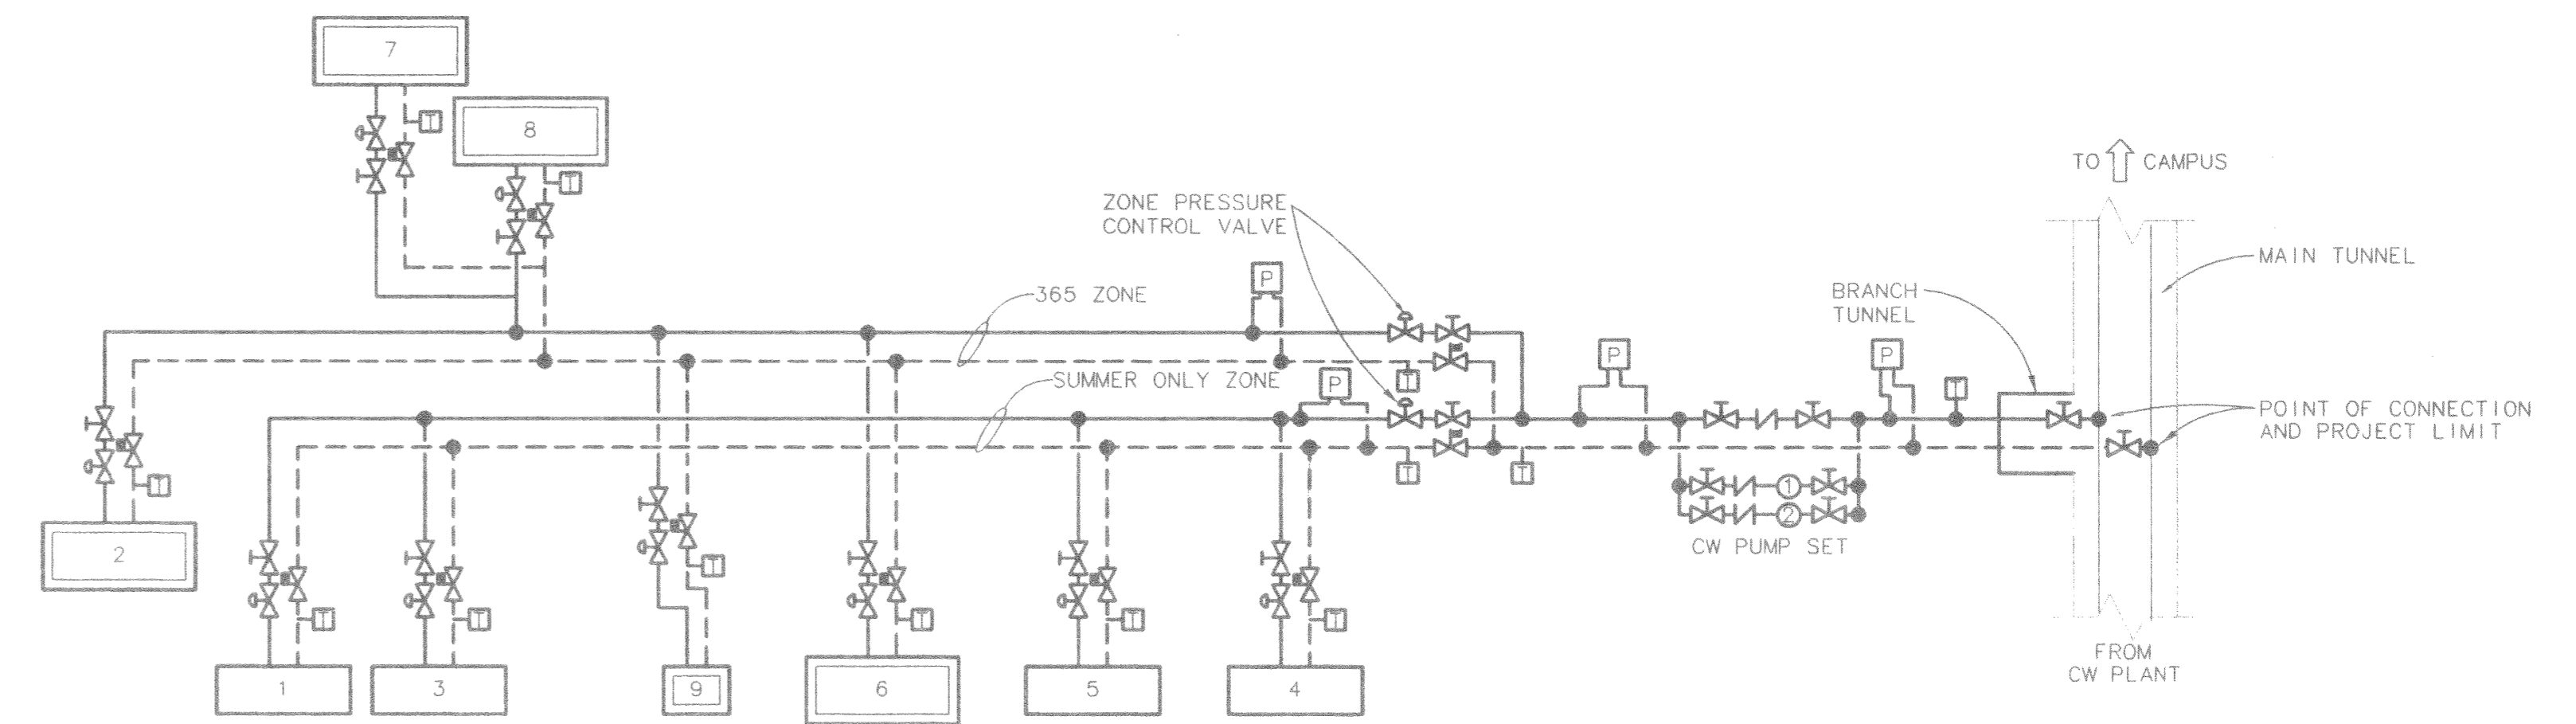 7
8
TO CAMPUS
ZONE PRESSURE
CONTROL VALVE
MAIN TUNNEL
P
365 ZONE
BRANCH
TUNNEL
P
P
SUMMER ONLY ZONE
P
T
T
T
T
T
POINT OF CONNECTION
AND PROJECT LIMIT
T
T
T
1
2
CW PUMP SET
2
T
T
T
T
T
T
FROM
CW PLANT
1
3
9
6
5
4